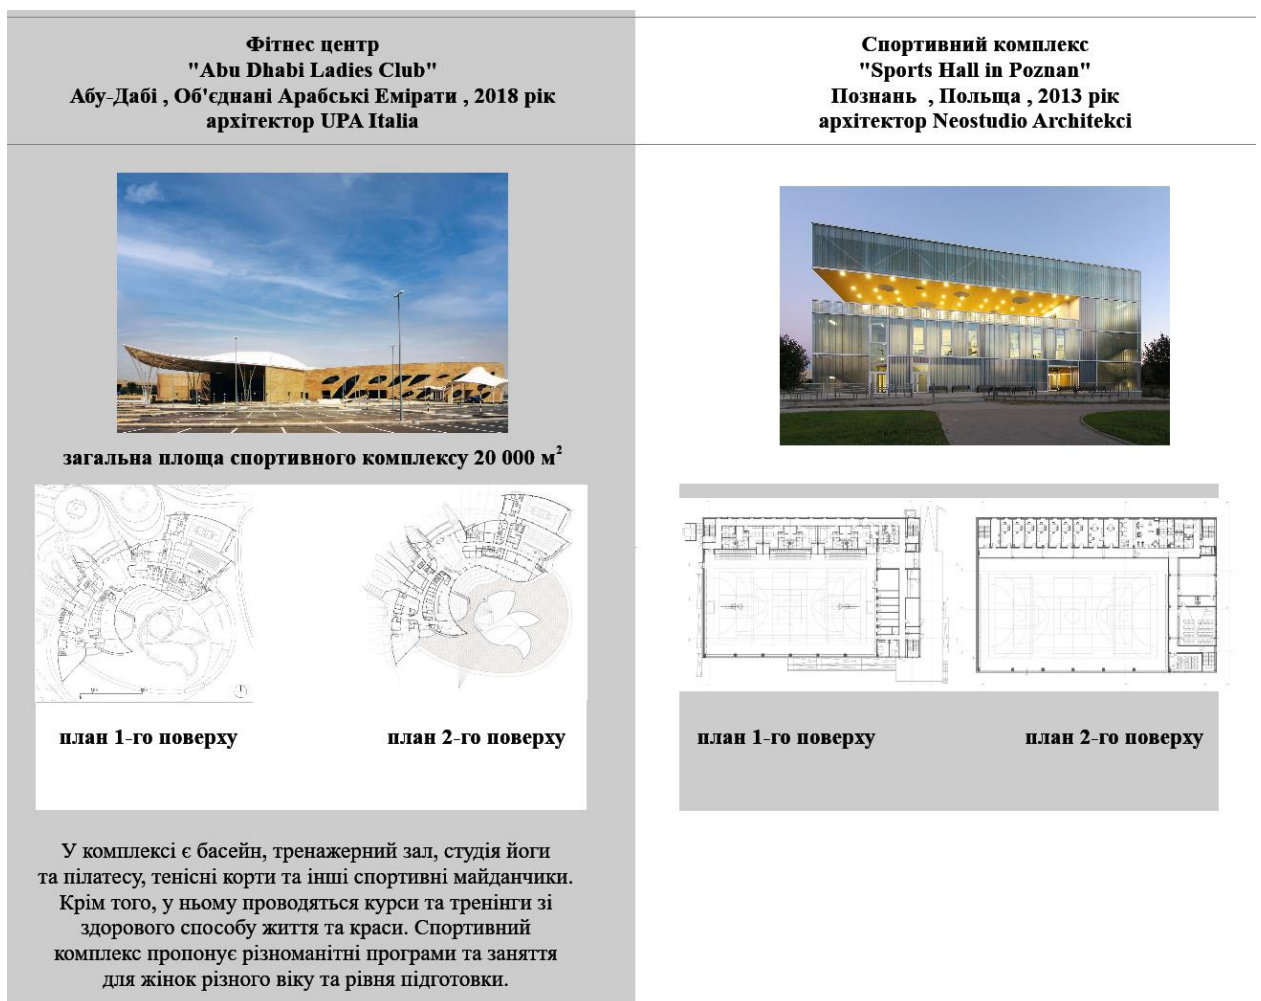 Фітнес центр
"Abu Dhabi Ladies Club"
Абу-Дабі , Об'єднані Арабські Емірати , 2018 рік
архітектор UPA Italia
загальна площа спортивного комплексу 20 000 м²
план 1-го поверху
план 2-го поверху
У комплексі є басейн, тренажерний зал, студія йоги
та пілатесу, тенісні корти та інші спортивні майданчики.
Крім того, у ньому проводяться курси та тренінги зі
здорового способу життя та краси. Спортивний
комплекс пропонує різноманітні програми та заняття
для жінок різного віку та рівня підготовки.
Спортивний комплекс
"Sports Hall in Poznan"
Познань , Польща , 2013 рік
архітектор Neostudio Architekci
план 1-го поверху
план 2-го поверху